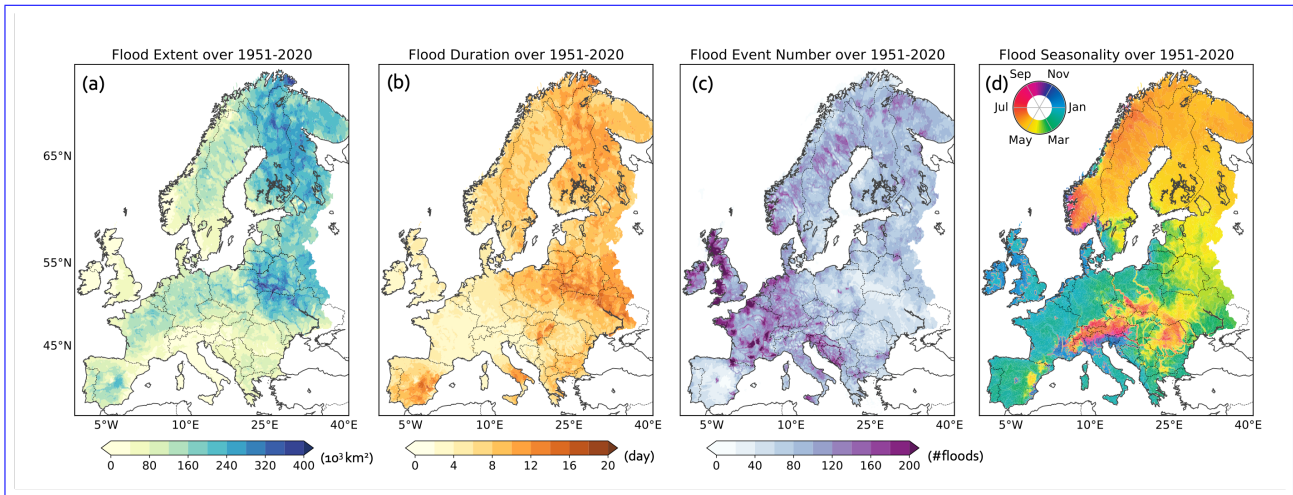 Flood Extent over 1951-2020
Flood Duration over 1951-2020
Flood Event Number over 1951-2020
Flood Seasonality over 1951-2020
(a)
(b)
(c)
(d)
Sep
Nov
Jul
Jan
May
Mar
65°N
55°N
45°N
5°W 10°E 25°E 40°E
5°W 10°E 25°E 40°E
5°W 10°E 25°E 40°E
5°W 10°E 25°E 40°E
0 80 160 240 320 400 (10³ km²)
0 4 8 12 16 20 (day)
0 40 80 120 160 200 (#floods)